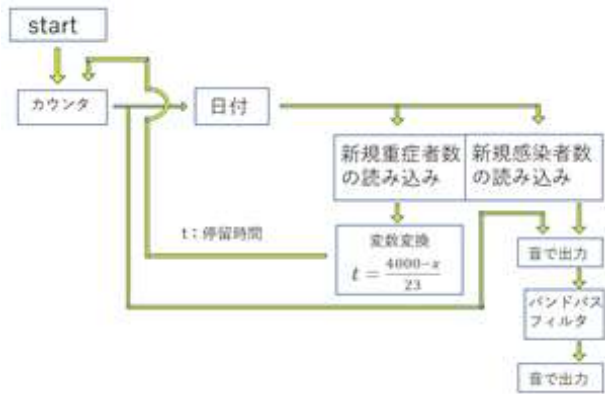 start
カウンタ
日付
新規重症者数
の読み込み
新規感染者数
の読み込み
t：停留時間
変数変換
t = \frac{4000-x}{23}
音で出力
バンドパス
フィルタ
音で出力